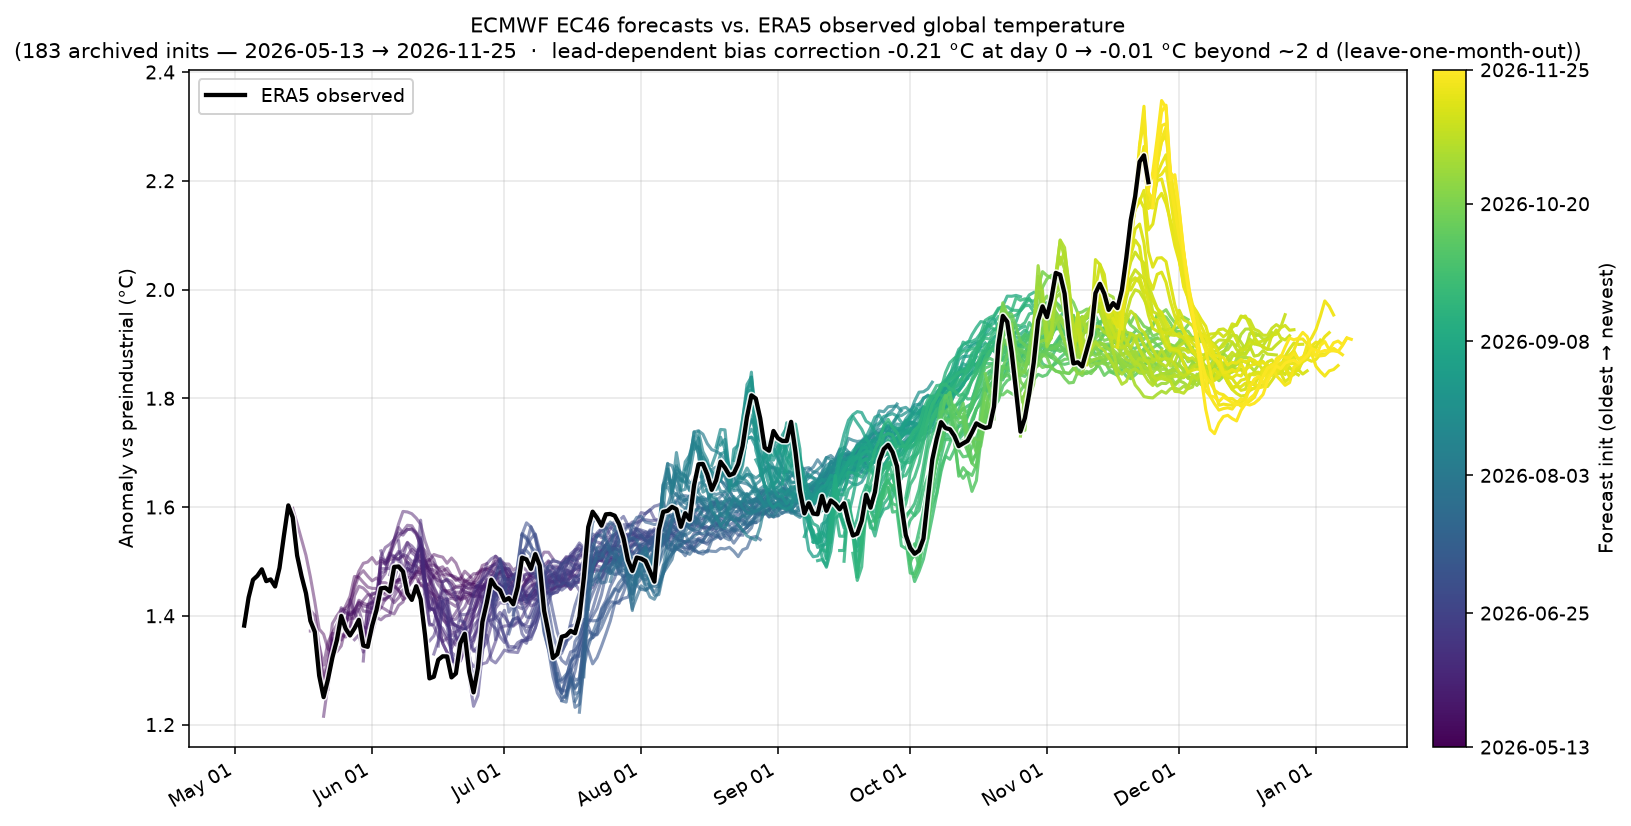 ECMWF EC46 forecasts vs. ERA5 observed global temperature
(183 archived inits — 2026-05-13 → 2026-11-25  ·  lead-dependent bias correction -0.21 °C at day 0 → -0.01 °C beyond ~2 d (leave-one-month-out))
ERA5 observed
Anomaly vs preindustrial (°C)
2.4
2.2
2.0
1.8
1.6
1.4
1.2
May 01
Jun 01
Jul 01
Aug 01
Sep 01
Oct 01
Nov 01
Dec 01
Jan 01
2026-11-25
2026-10-20
2026-09-08
2026-08-03
2026-06-25
2026-05-13
Forecast init (oldest → newest)